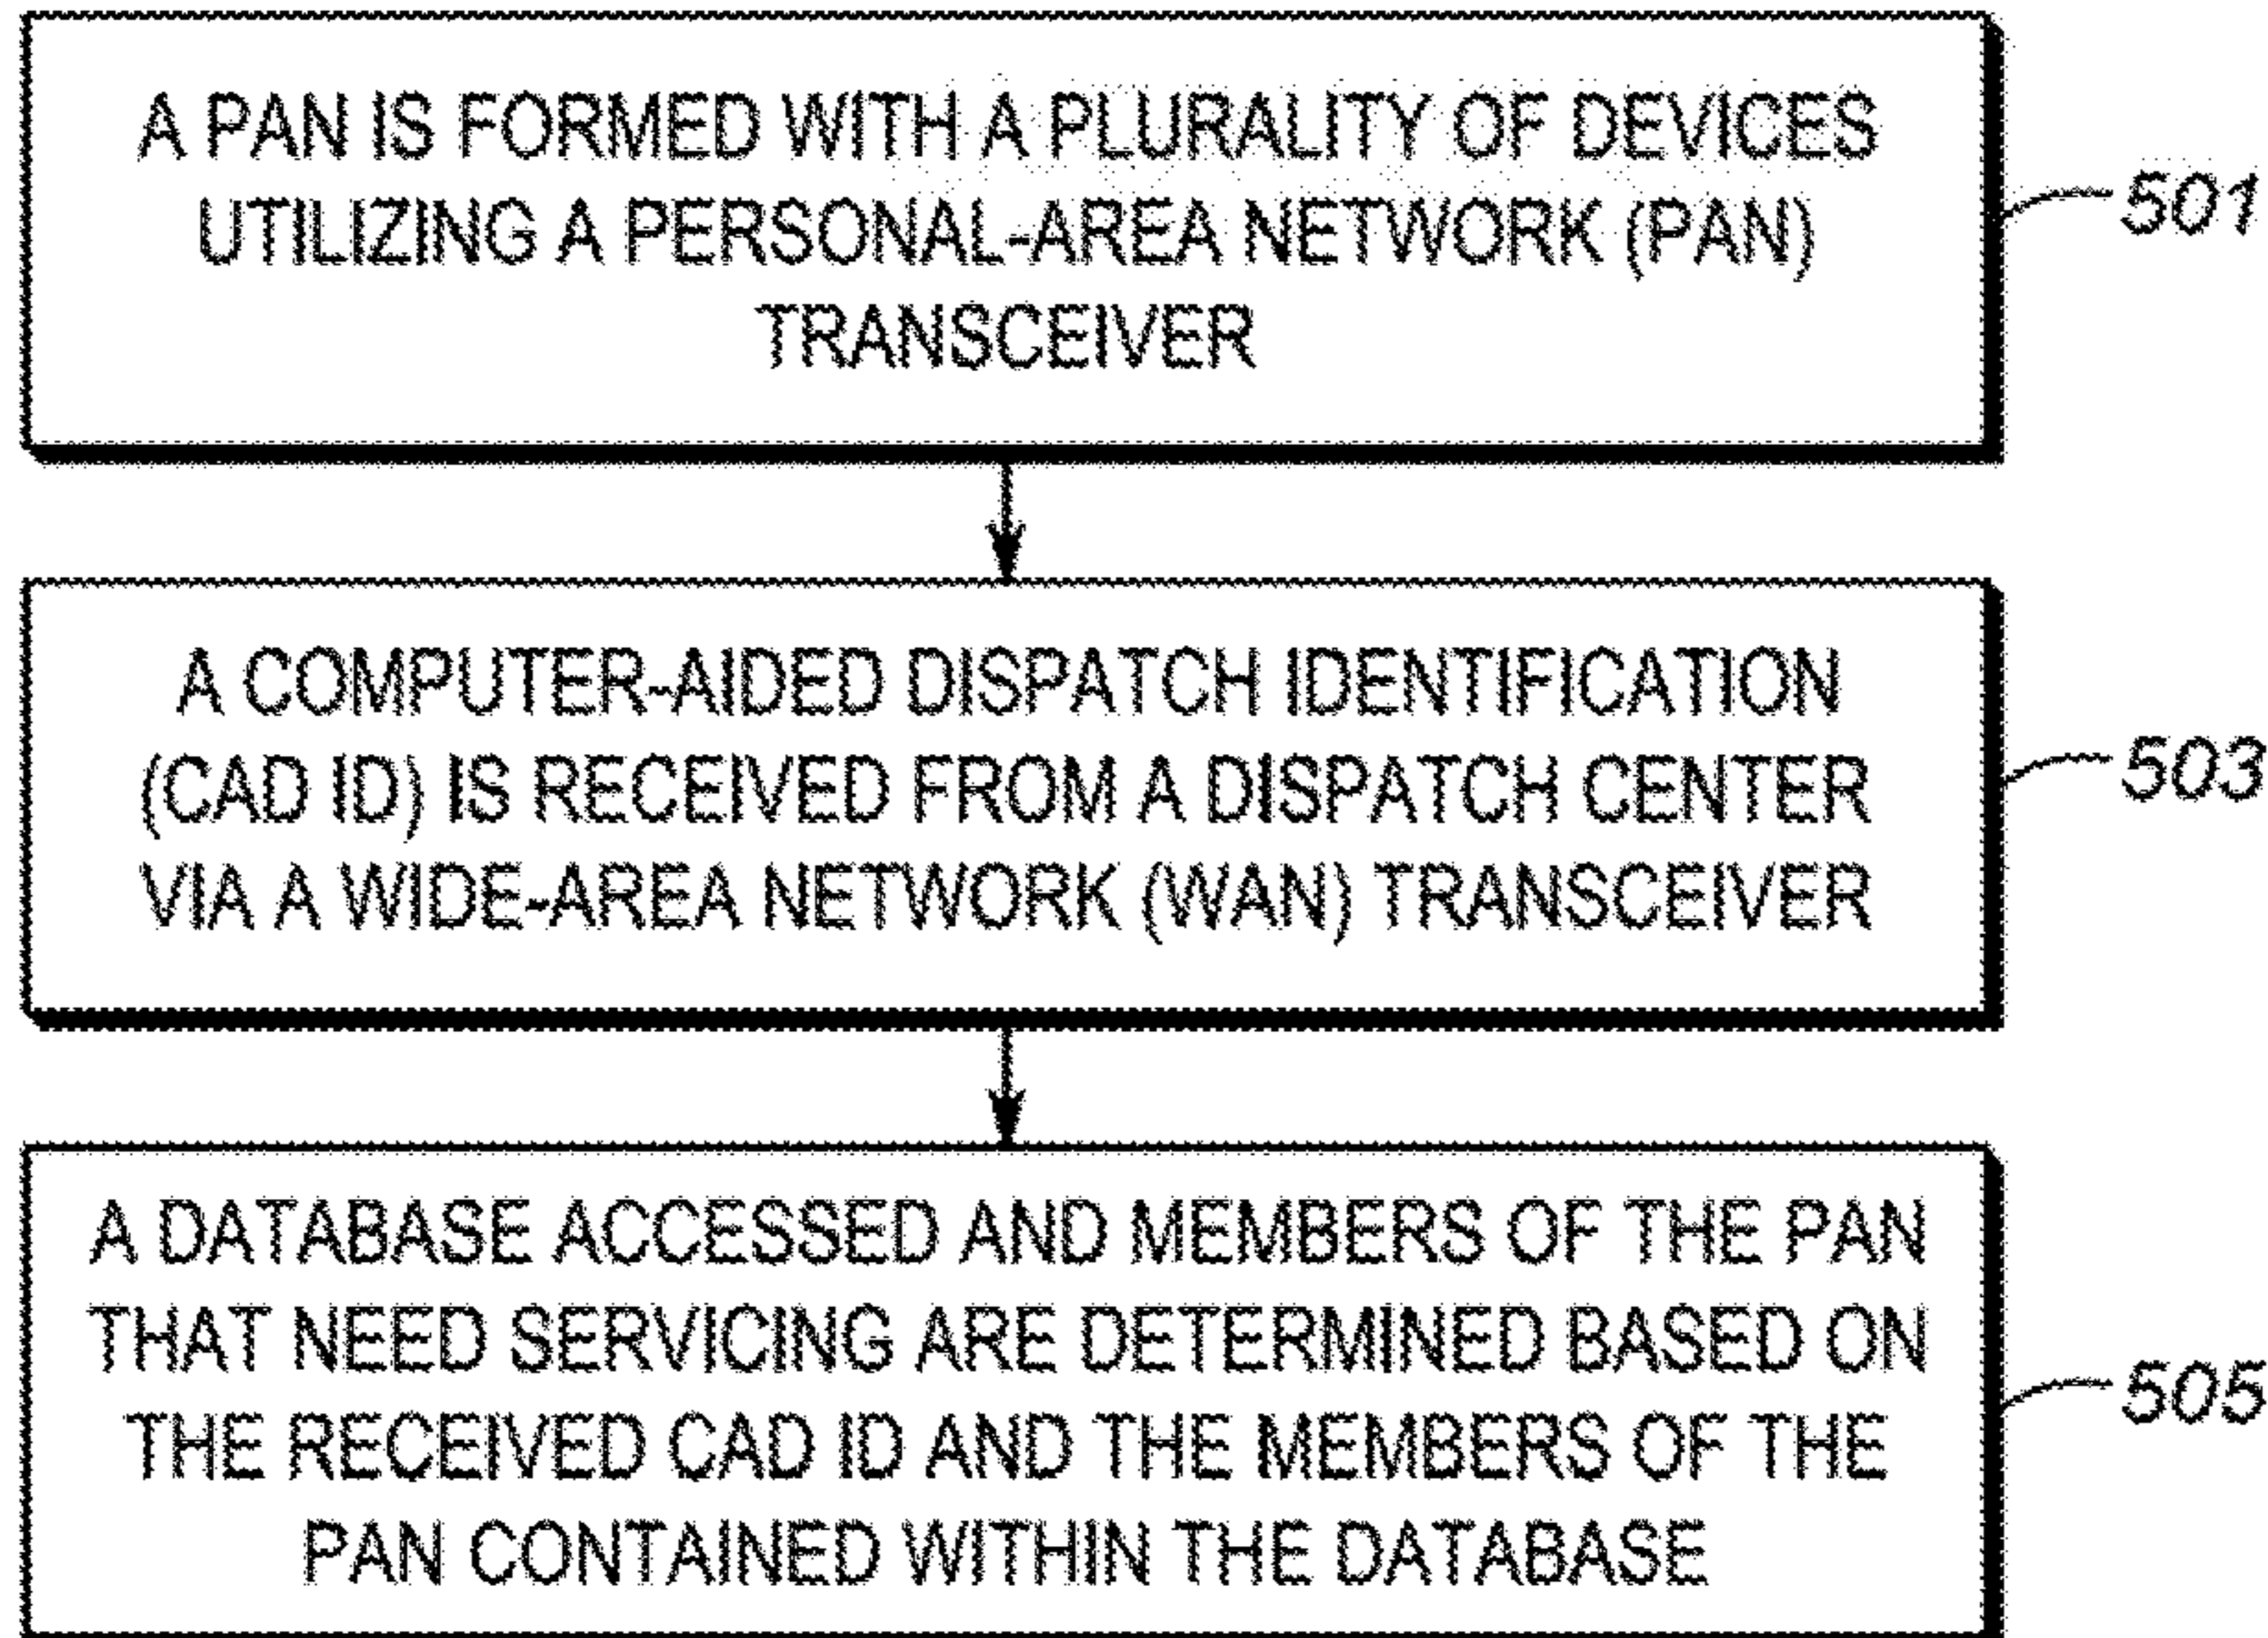 A PAN IS FORMED WITH A PLURALITY OF DEVICES
UTILIZING A PERSONAL-AREA NETWORK (PAN)
TRANSCEIVER
501
A COMPUTER-AIDED DISPATCH IDENTIFICATION
(CAD ID) IS RECEIVED FROM A DISPATCH CENTER
VIA A WIDE-AREA NETWORK (WAN) TRANSCEIVER
503
A DATABASE ACCESSED AND MEMBERS OF THE PAN
THAT NEED SERVICING ARE DETERMINED BASED ON
THE RECEIVED CAD ID AND THE MEMBERS OF THE
PAN CONTAINED WITHIN THE DATABASE
505